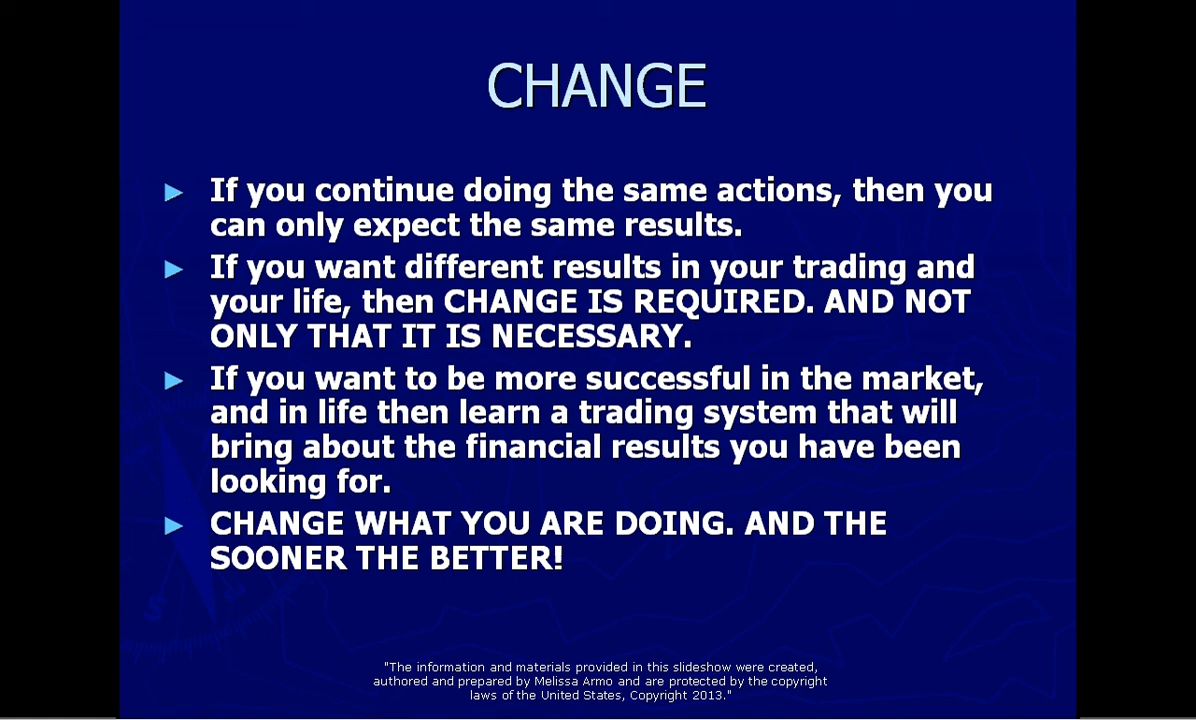 CHANGE
► If you continue doing the same actions, then you
can only expect the same results.
► If you want different results in your trading and
your life, then CHANGE IS REQUIRED. AND NOT
ONLY THAT IT IS NECESSARY.
► If you want to be more successful in the market,
and in life then learn a trading system that will
bring about the financial results you have been
looking for.
► CHANGE WHAT YOU ARE DOING. AND THE
SOONER THE BETTER!
"The information and materials provided in this slideshow were created,
authored and prepared by Melissa Armo and are protected by the copyright
laws of the United States, Copyright 2013."